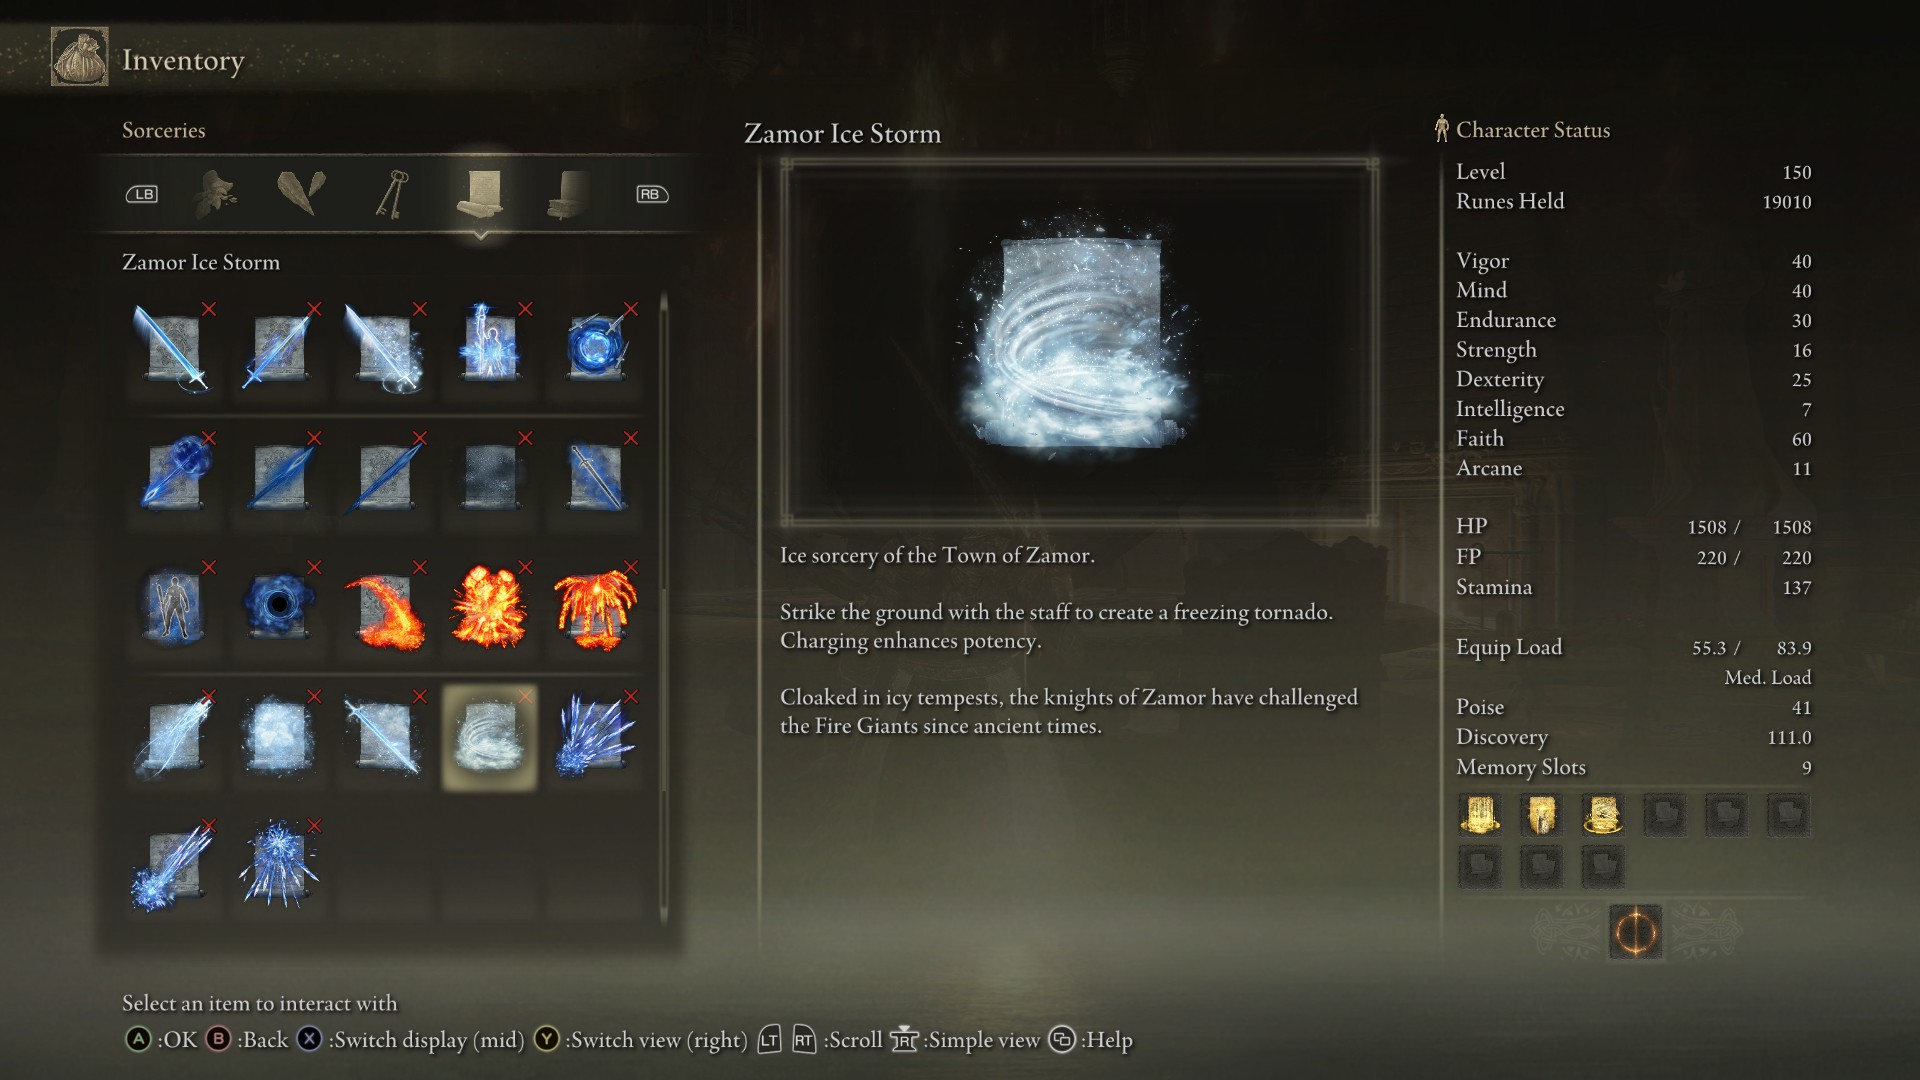 Inventory
Sorceries
LB
RB
Zamor Ice Storm
Zamor Ice Storm
Ice sorcery of the Town of Zamor.
Strike the ground with the staff to create a freezing tornado.
Charging enhances potency.
Cloaked in icy tempests, the knights of Zamor have challenged
the Fire Giants since ancient times.
Character Status
Level 150
Runes Held 19010
Vigor 40
Mind 40
Endurance 30
Strength 16
Dexterity 25
Intelligence 7
Faith 60
Arcane 11
HP 1508 / 1508
FP 220 / 220
Stamina 137
Equip Load 55.3 / 83.9
Med. Load
Poise 41
Discovery 111.0
Memory Slots 9
Select an item to interact with
A :OK B :Back X :Switch display (mid) Y :Switch view (right) LT RT :Scroll R :Simple view :Help